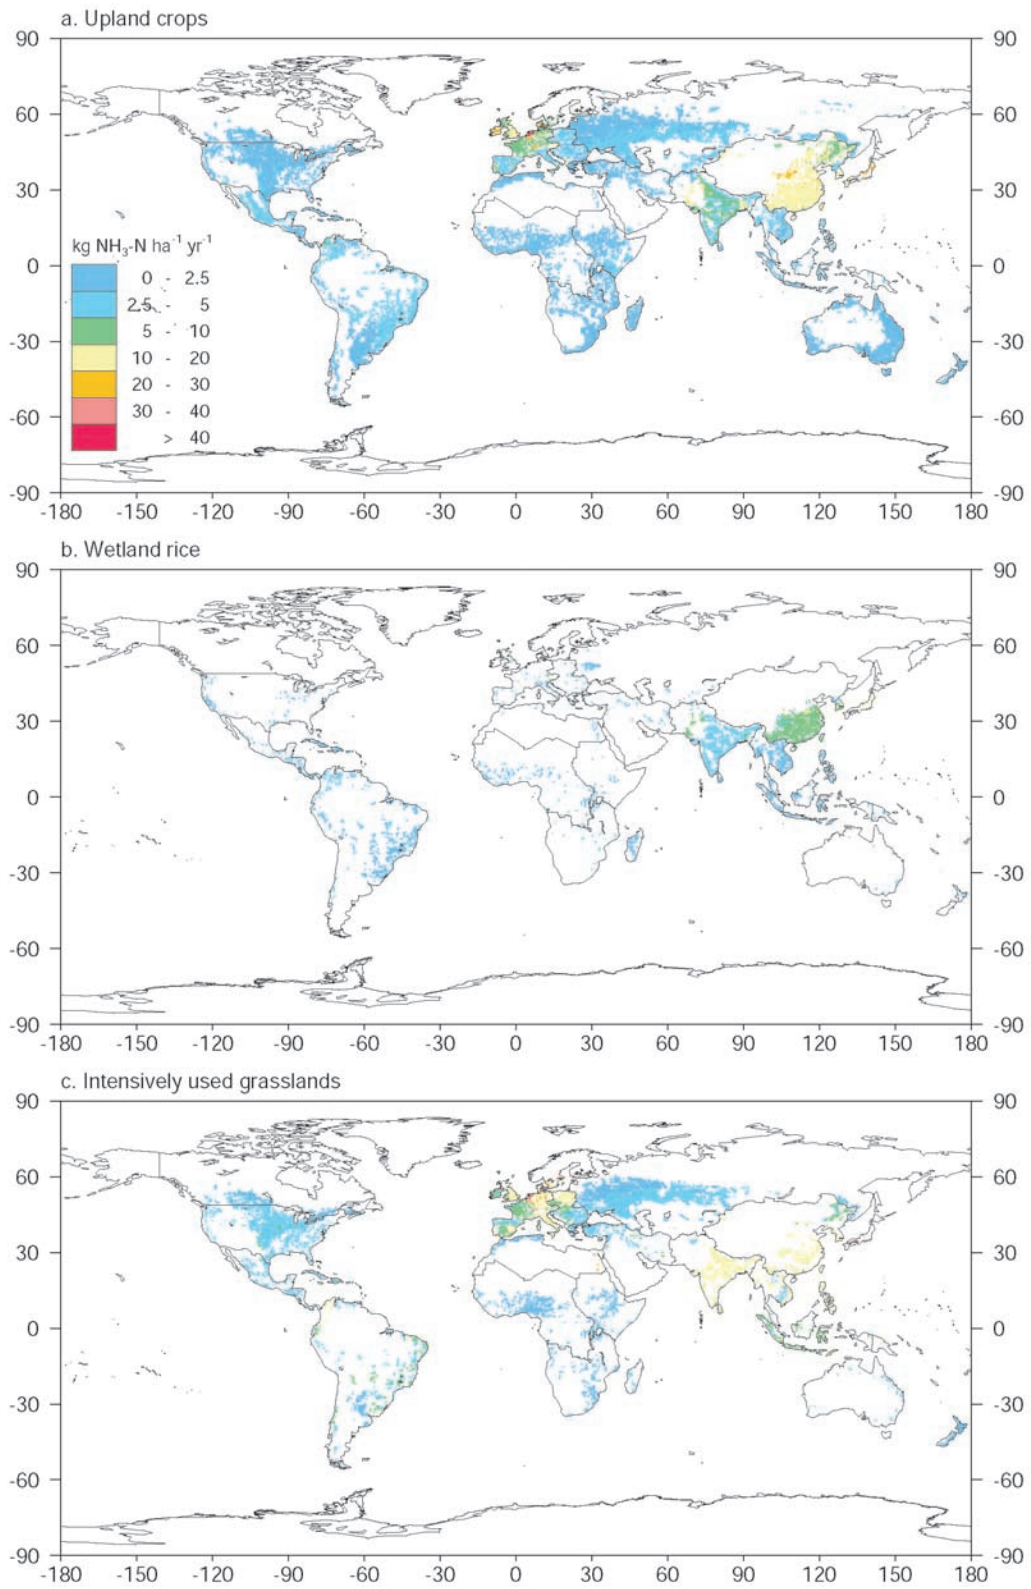 a. Upland crops
90 90
60 60
30 30
kg NH₃-N ha⁻¹ yr⁻¹
0 0
0 - 2.5
2.5 - 5
5 - 10
-30 -30
10 - 20
20 - 30
30 - 40
-60 -60
> 40
-90 -90
-180 -150 -120 -90 -60 -30 0 30 60 90 120 150 180
b. Wetland rice
90 90
60 60
30 30
0 0
-30 -30
-60 -60
-90 -90
-180 -150 -120 -90 -60 -30 0 30 60 90 120 150 180
c. Intensively used grasslands
90 90
60 60
30 30
0 0
-30 -30
-60 -60
-90 -90
-180 -150 -120 -90 -60 -30 0 30 60 90 120 150 180